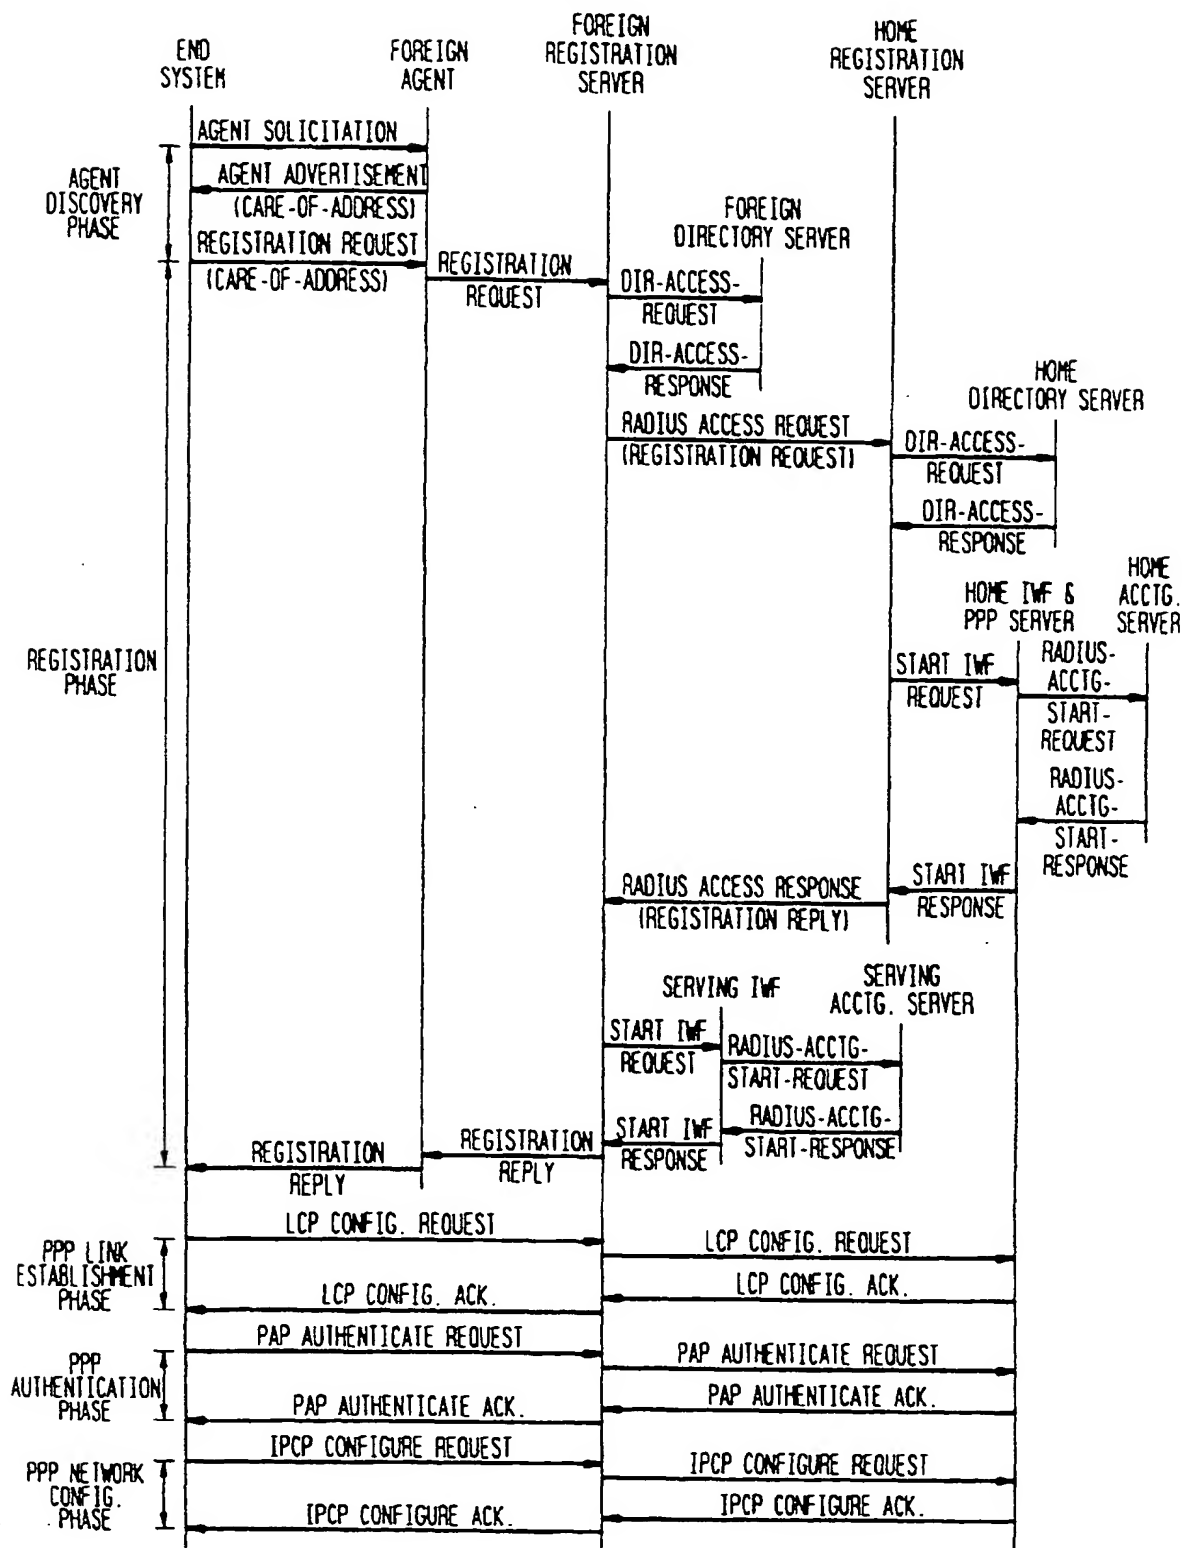 END
SYSTEM
FOREIGN
AGENT
FOREIGN
REGISTRATION
SERVER
HOME
REGISTRATION
SERVER
AGENT SOLICITATION
AGENT
DISCOVERY
PHASE
AGENT ADVERTISEMENT
(CARE-OF-ADDRESS)
REGISTRATION REQUEST
(CARE-OF-ADDRESS)
REGISTRATION
REQUEST
FOREIGN
DIRECTORY SERVER
DIR-ACCESS-
REQUEST
DIR-ACCESS-
RESPONSE
HOME
DIRECTORY SERVER
RADIUS ACCESS REQUEST
(REGISTRATION REQUEST)
DIR-ACCESS-
REQUEST
DIR-ACCESS-
RESPONSE
HOME IWF &
PPP SERVER
HOME
ACCTG.
SERVER
REGISTRATION
PHASE
START IWF
REQUEST
RADIUS-
ACCTG-
START-
REQUEST
RADIUS-
ACCTG-
START-
RESPONSE
START IWF
RESPONSE
RADIUS ACCESS RESPONSE
(REGISTRATION REPLY)
SERVING IWF
SERVING
ACCTG. SERVER
START IWF
REQUEST
RADIUS-ACCTG-
START-REQUEST
RADIUS-ACCTG-
START-RESPONSE
START IWF
RESPONSE
REGISTRATION
REPLY
REGISTRATION
REPLY
LCP CONFIG. REQUEST
LCP CONFIG. REQUEST
PPP LINK
ESTABLISHMENT
PHASE
LCP CONFIG. ACK.
LCP CONFIG. ACK.
PAP AUTHENTICATE REQUEST
PAP AUTHENTICATE REQUEST
PPP
AUTHENTICATION
PHASE
PAP AUTHENTICATE ACK.
PAP AUTHENTICATE ACK.
IPCP CONFIGURE REQUEST
IPCP CONFIGURE REQUEST
PPP NETWORK
CONFIG.
PHASE
IPCP CONFIGURE ACK.
IPCP CONFIGURE ACK.